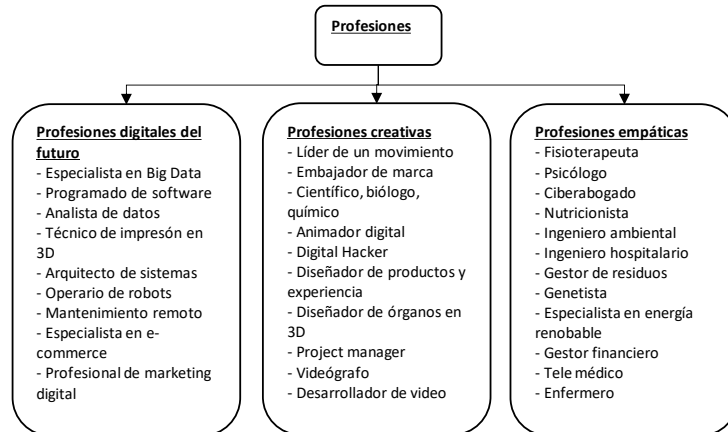 Profesiones
Profesiones digitales del
futuro
- Especialista en Big Data
- Programado de software
- Analista de datos
- Técnico de impresón en
3D
- Arquitecto de sistemas
- Operario de robots
- Mantenimiento remoto
- Especialista en e-
commerce
- Profesional de marketing
digital
Profesiones creativas
- Líder de un movimiento
- Embajador de marca
- Científico, biólogo,
químico
- Animador digital
- Digital Hacker
- Diseñador de productos y
experiencia
- Diseñador de órganos en
3D
- Project manager
- Videógrafo
- Desarrollador de video
Profesiones empáticas
- Fisioterapeuta
- Psicólogo
- Ciberabogado
- Nutricionista
- Ingeniero ambiental
- Ingeniero hospitalario
- Gestor de residuos
- Genetista
- Especialista en energía
renobable
- Gestor financiero
- Tele médico
- Enfermero